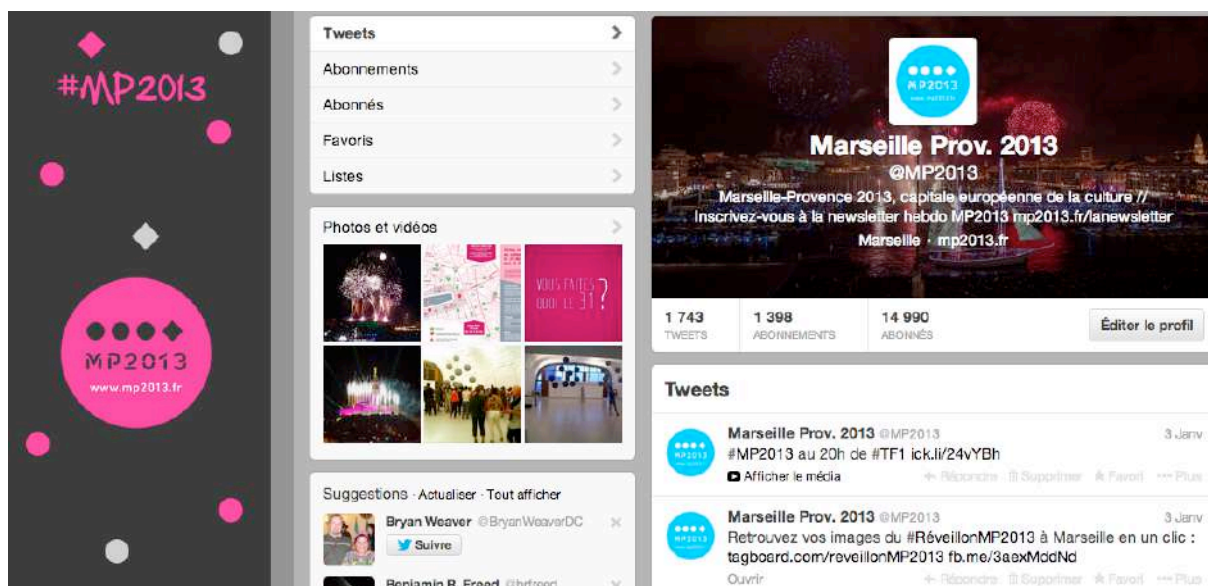 #MP2013
MP2013
www.mp2013.fr
Tweets
Abonnements
Abonnés
Favoris
Listes
Photos et vidéos
VOUS FAITES
QUOI LE 31?
Suggestions · Actualiser · Tout afficher
Bryan Weaver @BryanWeaverDC
Suivre
Benjamin R. Freed @brfreed
MP2013
Marseille Prov. 2013
@MP2013
Marseille-Provence 2013, capitale européenne de la culture //
Inscrivez-vous à la newsletter hebdo MP2013 mp2013.fr/lanewsletter
Marseille · mp2013.fr
1 743
TWEETS
1 398
ABONNEMENTS
14 990
ABONNÉS
Éditer le profil
Tweets
Marseille Prov. 2013 @MP2013 3 Janv
#MP2013 au 20h de #TF1 ick.li/24vYBh
Afficher le média Répondre Supprimer Favori Plus
MP2013
Marseille Prov. 2013 @MP2013 3 Janv
Retrouvez vos images du #RéveillonMP2013 à Marseille en un clic :
tagboard.com/reveillonMP2013 fb.me/3aexMddNd
Ouvrir Répondre Supprimer Favori Plus
MP2013